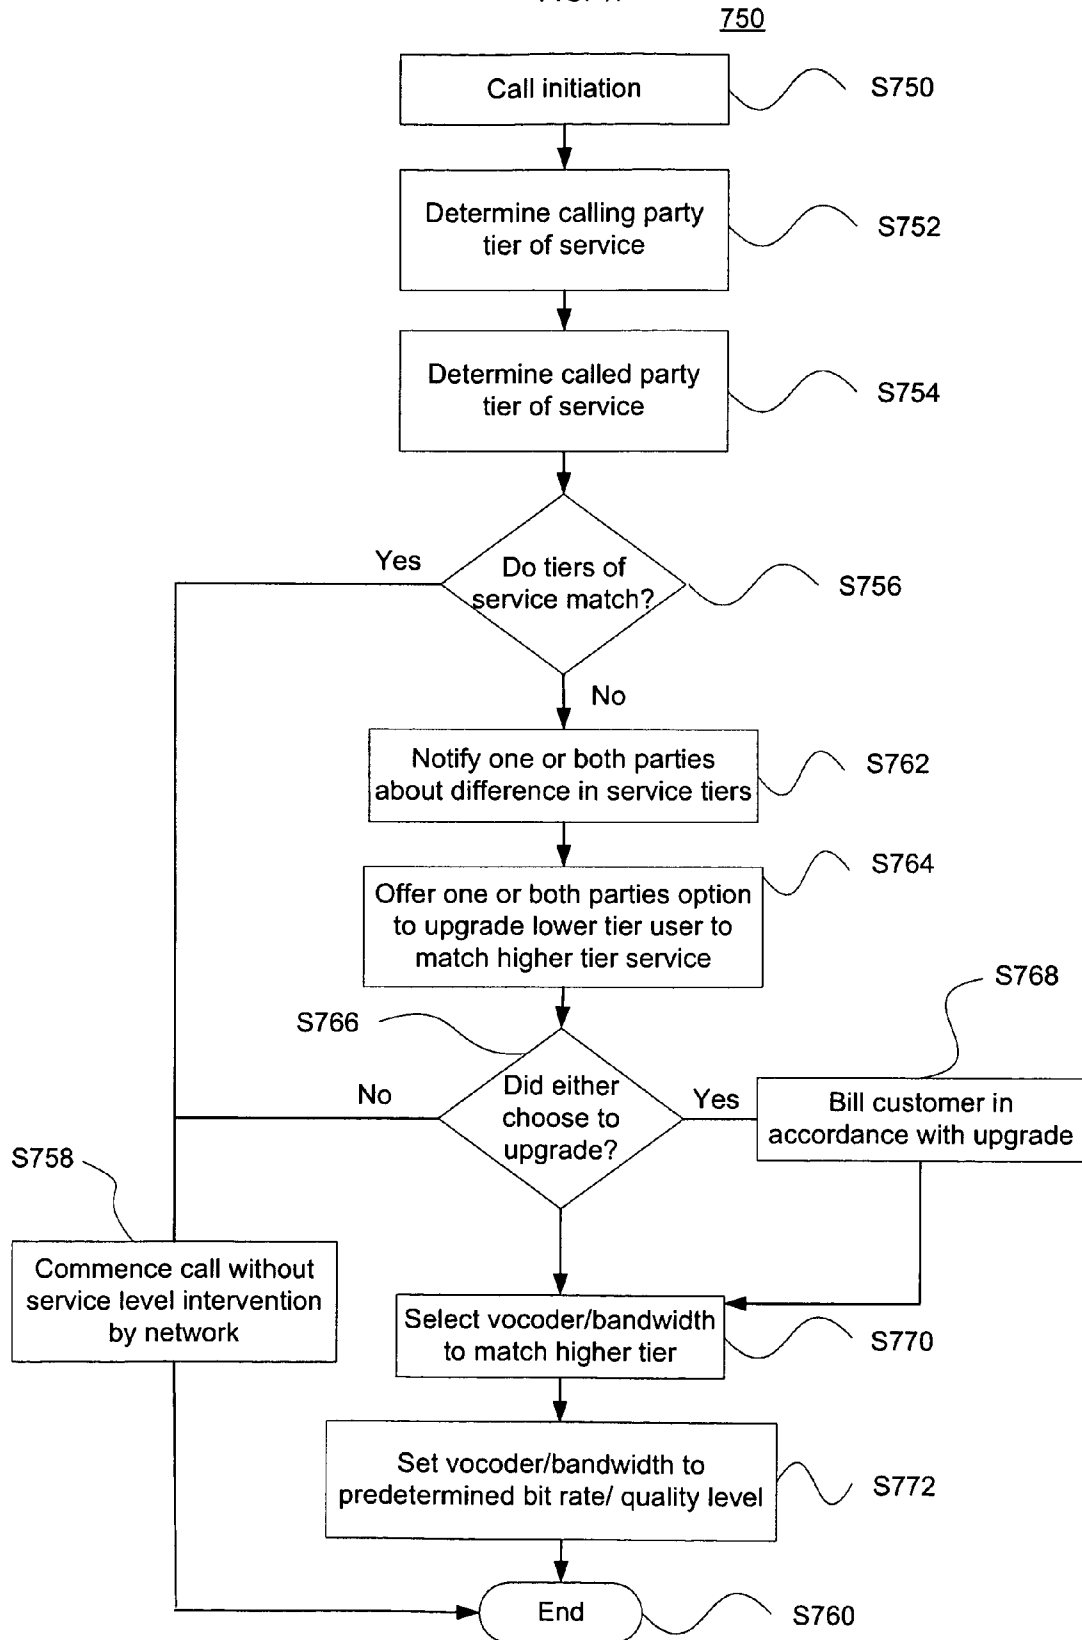 750
Call initiation
S750
Determine calling party
tier of service
S752
Determine called party
tier of service
S754
Yes
Do tiers of
service match?
S756
No
Notify one or both parties
about difference in service tiers
S762
S764
Offer one or both parties option
to upgrade lower tier user to
match higher tier service
S768
S766
No
Did either
choose to
upgrade?
Yes
Bill customer in
accordance with upgrade
S758
Commence call without
service level intervention
by network
Select vocoder/bandwidth
to match higher tier
S770
Set vocoder/bandwidth to
predetermined bit rate/ quality level
S772
End
S760